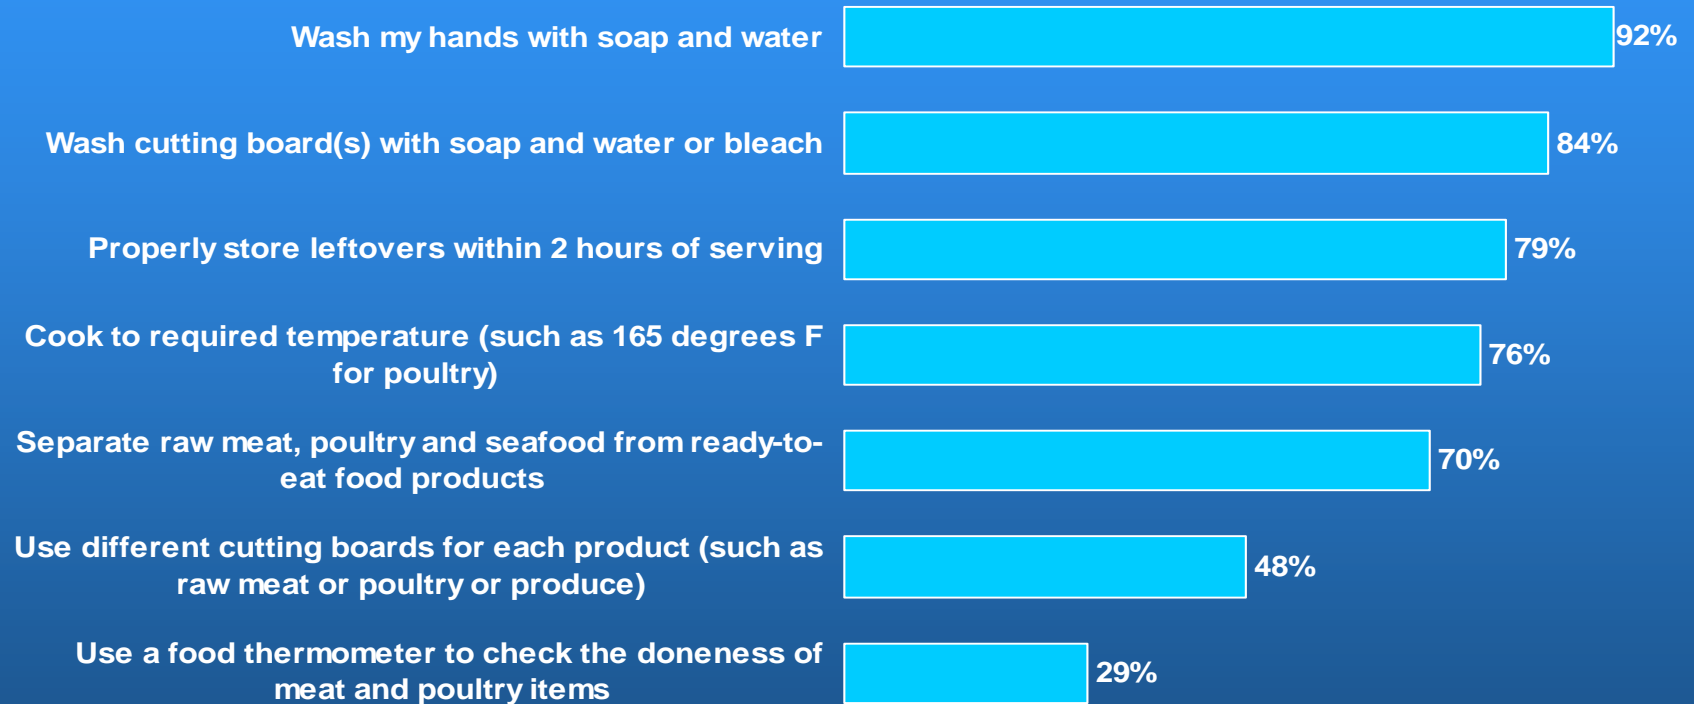 Wash my hands with soap and water
92%
Wash cutting board(s) with soap and water or bleach
84%
Properly store leftovers within 2 hours of serving
79%
Cook to required temperature (such as 165 degrees F
for poultry)
76%
Separate raw meat, poultry and seafood from ready-to-
eat food products
70%
Use different cutting boards for each product (such as
raw meat or poultry or produce)
48%
Use a food thermometer to check the doneness of
meat and poultry items
29%